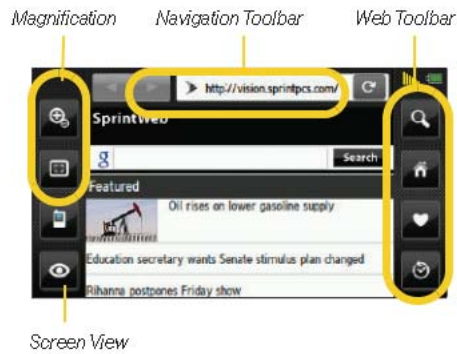 Magnification Navigation Toolbar Web Toolbar
http://vision.sprintpcs.com/
SprintWeb
g Search
Featured
Oil rises on lower gasoline supply
Education secretary wants Senate stimulus plan changed
Rihanna postpones Friday show
Screen View